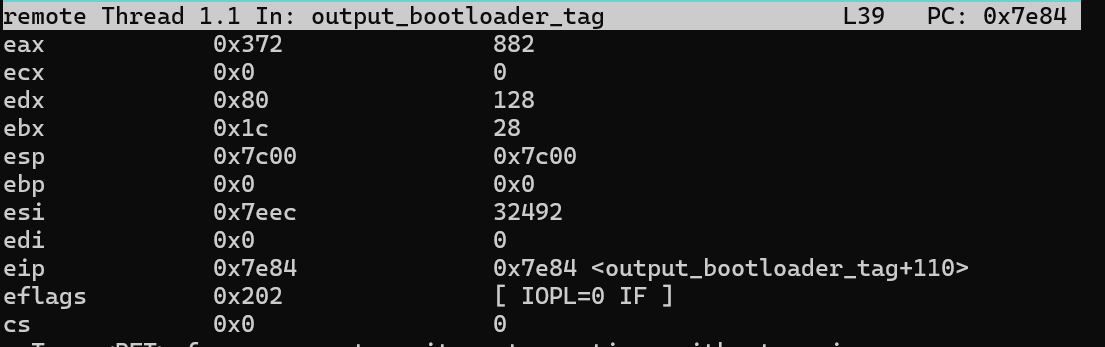 remote Thread 1.1 In: output_bootloader_tag L39 PC: 0x7e84
eax 0x372 882
ecx 0x0 0
edx 0x80 128
ebx 0x1c 28
esp 0x7c00 0x7c00
ebp 0x0 0x0
esi 0x7eec 32492
edi 0x0 0
eip 0x7e84 0x7e84 <output_bootloader_tag+110>
eflags 0x202 [ IOPL=0 IF ]
cs 0x0 0